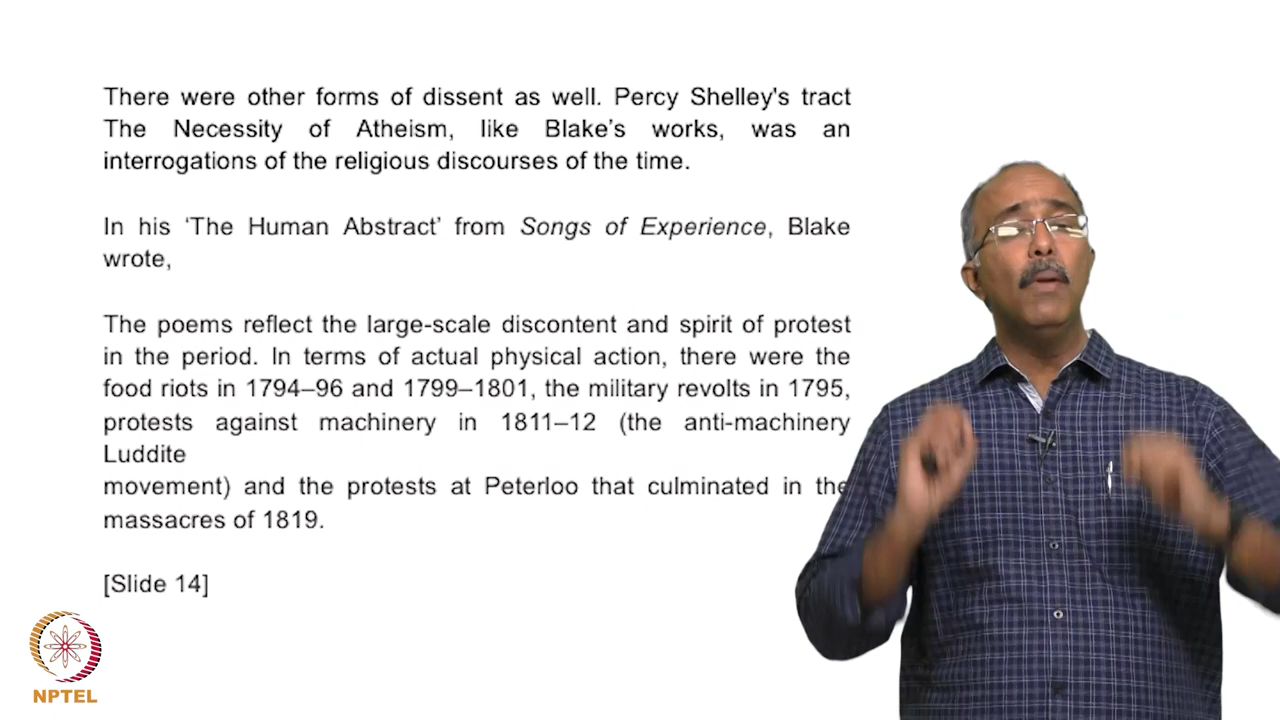 There were other forms of dissent as well. Percy Shelley's tract
The Necessity of Atheism, like Blake’s works, was an
interrogations of the religious discourses of the time.
In his ‘The Human Abstract’ from Songs of Experience, Blake
wrote,
The poems reflect the large-scale discontent and spirit of protest
in the period. In terms of actual physical action, there were the
food riots in 1794–96 and 1799–1801, the military revolts in 1795,
protests against machinery in 1811–12 (the anti-machinery
Luddite
movement) and the protests at Peterloo that culminated in the
massacres of 1819.
[Slide 14]
NPTEL